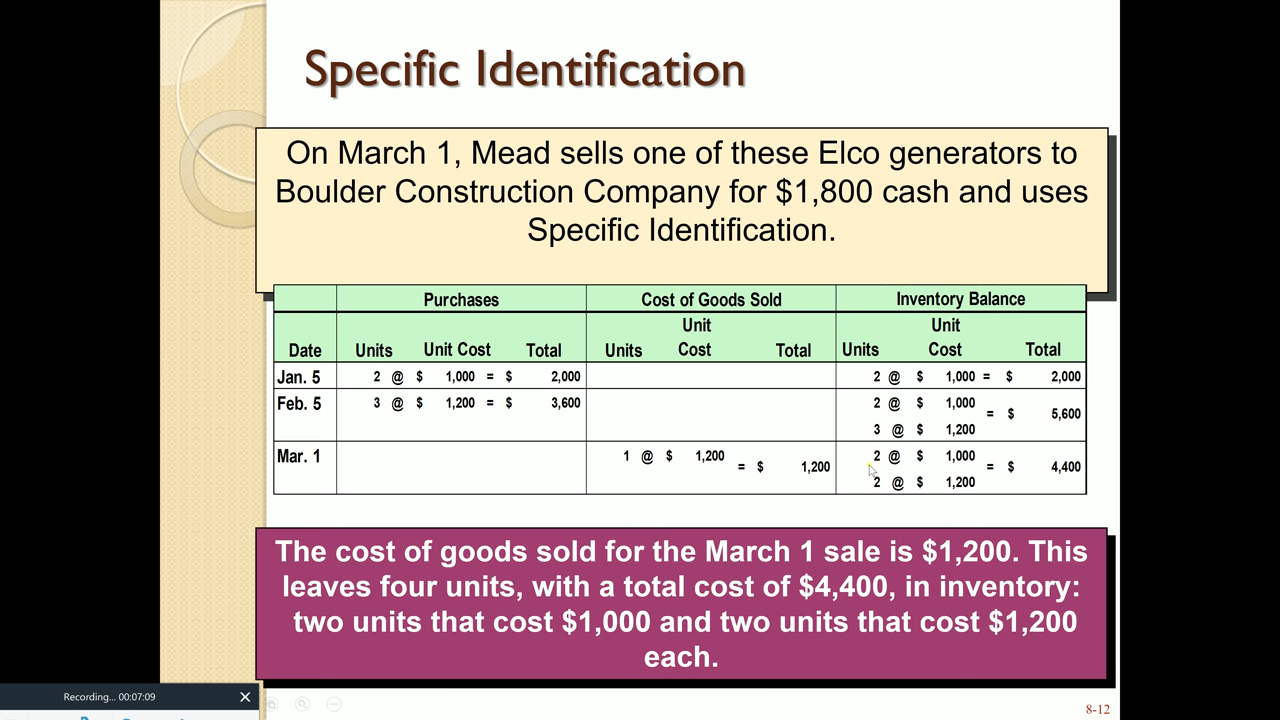 Specific Identification
On March 1, Mead sells one of these Elco generators to
Boulder Construction Company for $1,800 cash and uses
Specific Identification.
Purchases Cost of Goods Sold Inventory Balance
Unit Unit
Date Units Unit Cost Total Units Cost Total Units Cost Total
Jan. 5 2 @ $ 1,000 = $ 2,000 2 @ $ 1,000 = $ 2,000
Feb. 5 3 @ $ 1,200 = $ 3,600 2 @ $ 1,000
= $ 5,600
3 @ $ 1,200
Mar. 1 1 @ $ 1,200 2 @ $ 1,000
= $ 1,200 = $ 4,400
2 @ $ 1,200
The cost of goods sold for the March 1 sale is $1,200. This
leaves four units, with a total cost of $4,400, in inventory:
two units that cost $1,000 and two units that cost $1,200
each.
Recording... 00:07:09
8-12